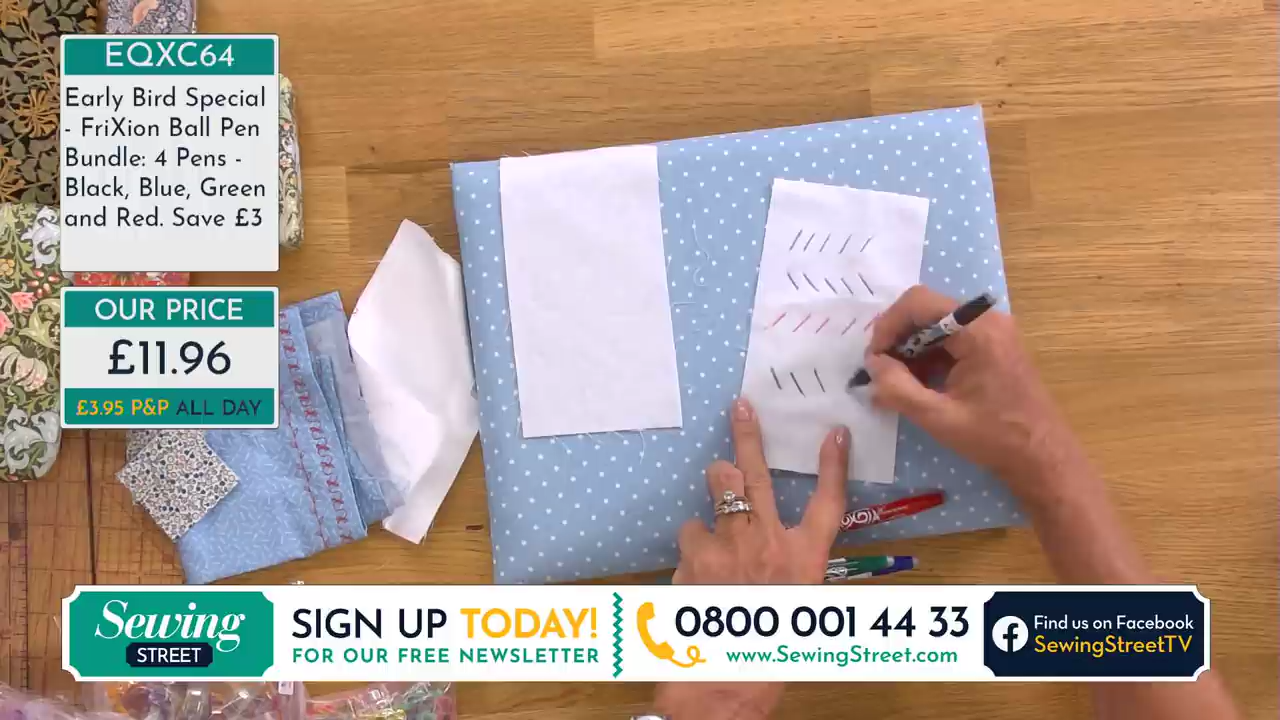 EQXC64
Early Bird Special
- FriXion Ball Pen
Bundle: 4 Pens -
Black, Blue, Green
and Red. Save £3
OUR PRICE
£11.96
£3.95 P&P ALL DAY
Sewing
STREET
SIGN UP TODAY!
FOR OUR FREE NEWSLETTER
0800 001 44 33
www.SewingStreet.com
Find us on Facebook
SewingStreetTV